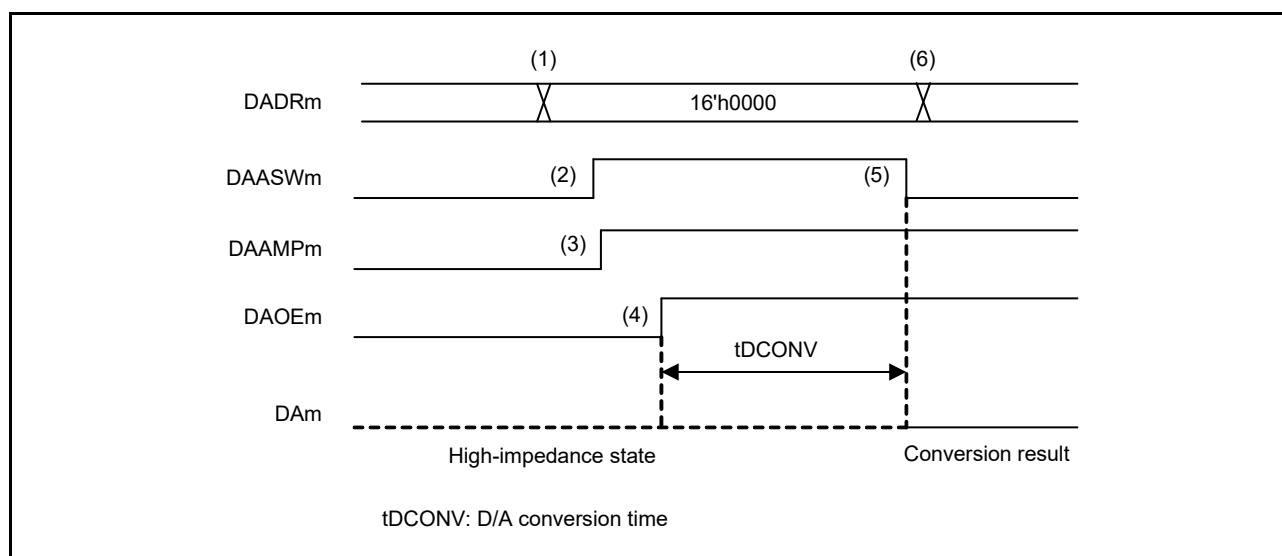 (1) (6)
DADRm 16'h0000
DAASWm (2) (5)
DAAMPm (3)
DAOEm (4)
tDCONV
DAm
High-impedance state Conversion result
tDCONV: D/A conversion time